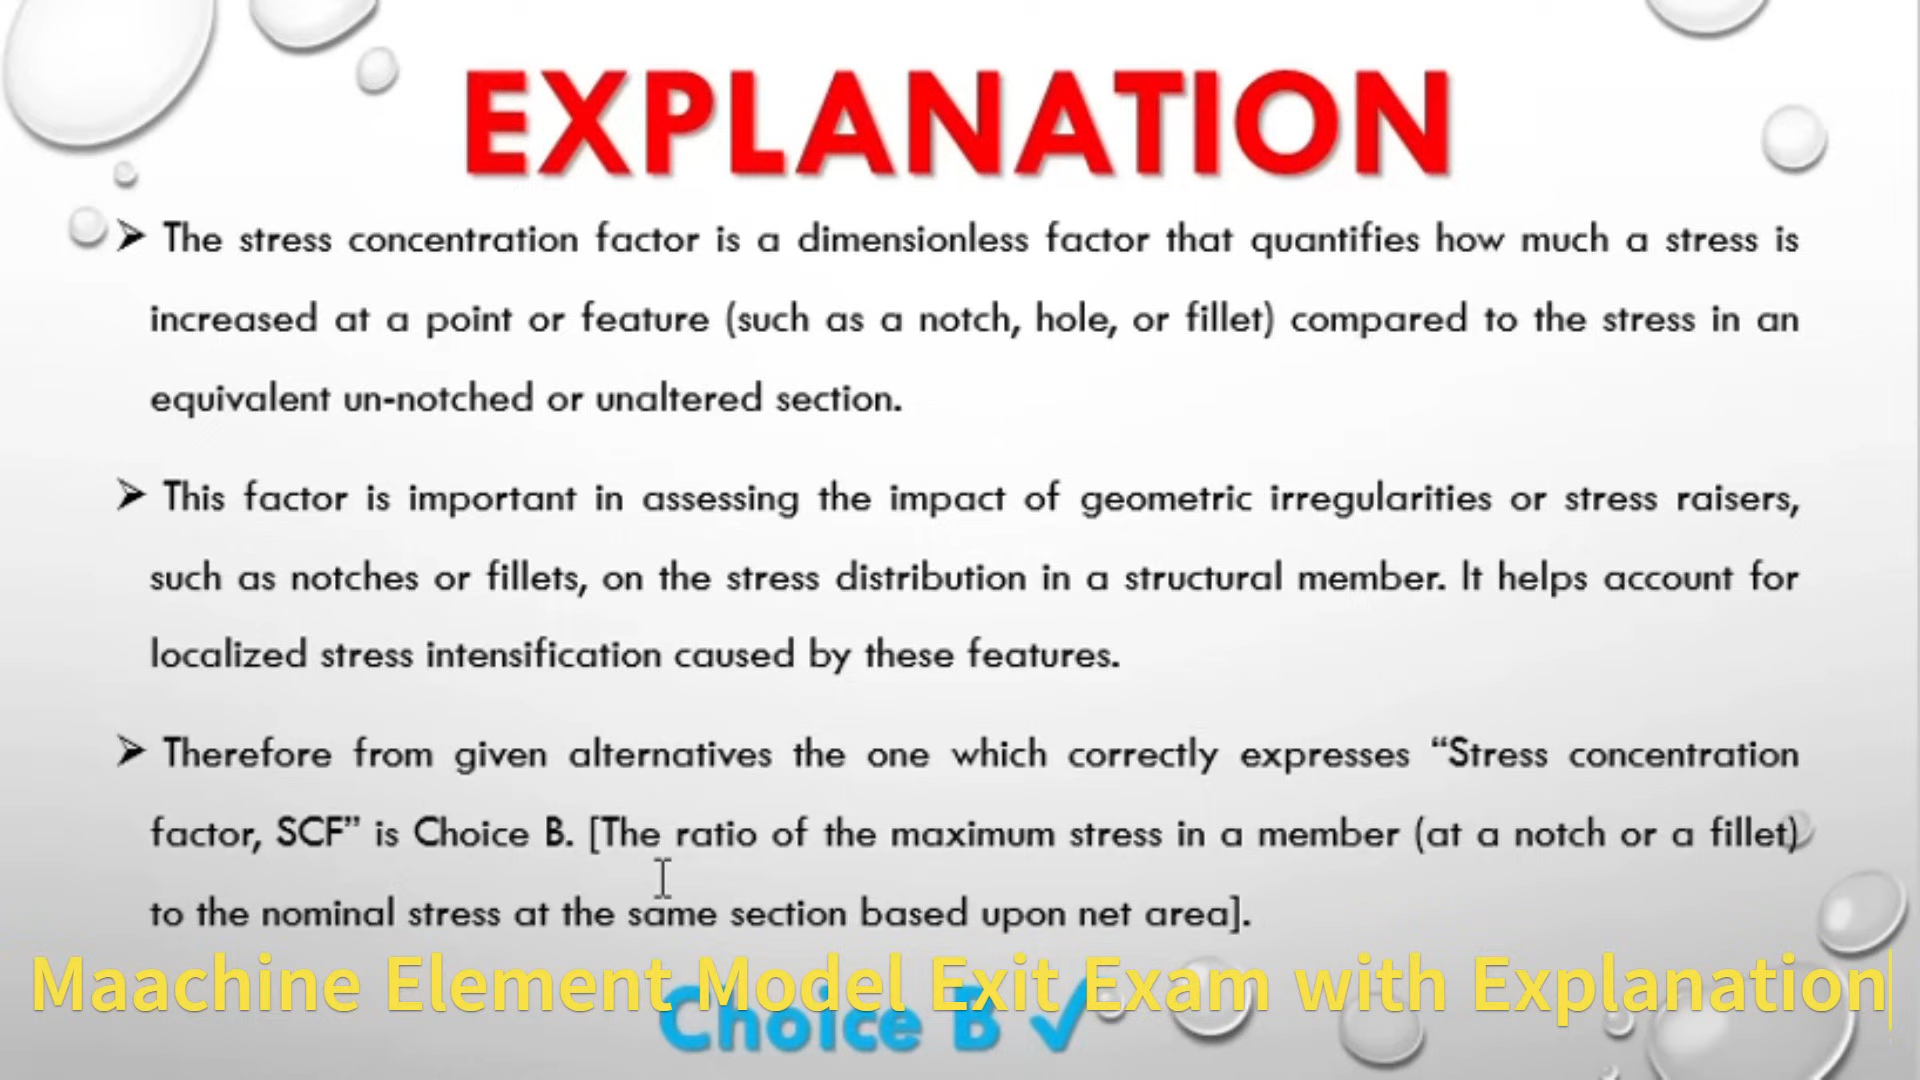 EXPLANATION
➤ The stress concentration factor is a dimensionless factor that quantifies how much a stress is
increased at a point or feature (such as a notch, hole, or fillet) compared to the stress in an
equivalent un-notched or unaltered section.
➤ This factor is important in assessing the impact of geometric irregularities or stress raisers,
such as notches or fillets, on the stress distribution in a structural member. It helps account for
localized stress intensification caused by these features.
➤ Therefore from given alternatives the one which correctly expresses “Stress concentration
factor, SCF” is Choice B. [The ratio of the maximum stress in a member (at a notch or a fillet)
to the nominal stress at the same section based upon net area].
Maachine Element Model Exit Exam with Explanation
Choice B ✓